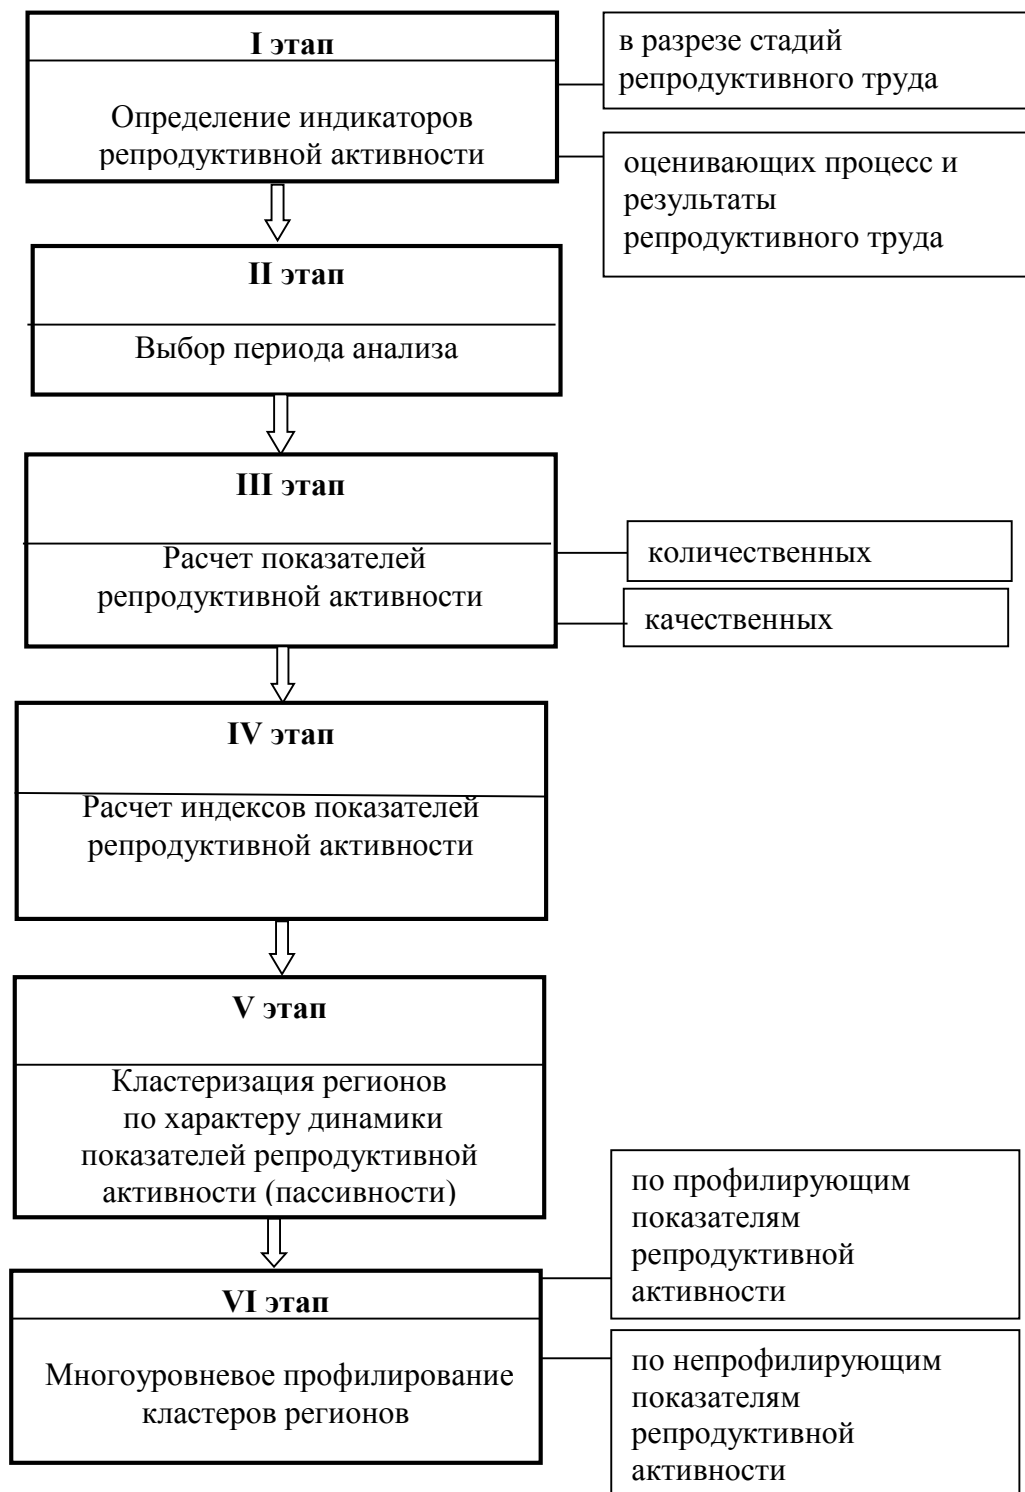 I этап
Определение индикаторов
репродуктивной активности
в разрезе стадий
репродуктивного труда
оценивающих процесс и
результаты
репродуктивного труда
II этап
Выбор периода анализа
III этап
Расчет показателей
репродуктивной активности
количественных
качественных
IV этап
Расчет индексов показателей
репродуктивной активности
V этап
Кластеризация регионов
по характеру динамики
показателей репродуктивной
активности (пассивности)
VI этап
Многоуровневое профилирование
кластеров регионов
по профилирующим
показателям
репродуктивной
активности
по непрофилирующим
показателям
репродуктивной
активности